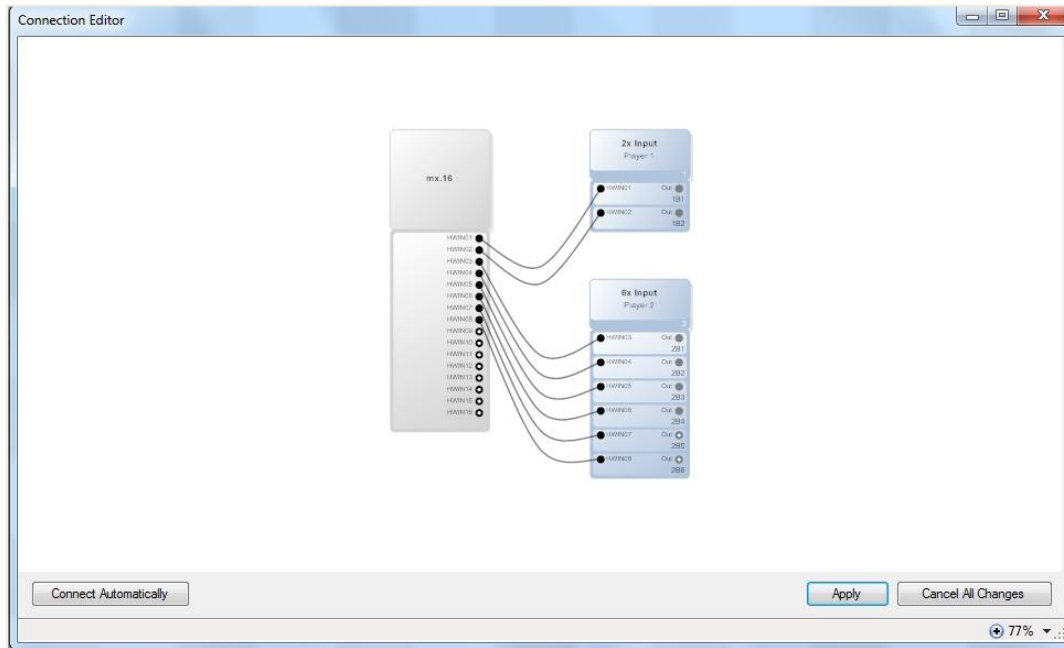 Connection Editor
mx.16
HWIN01
HWIN02
HWIN03
HWIN04
HWIN05
HWIN06
HWIN07
HWIN08
HWIN09
HWIN10
HWIN11
HWIN12
HWIN13
HWIN14
HWIN15
HWIN16
2x Input
Player 1
1
HWIN01 Out
1B1
HWIN02 Out
1B2
6x Input
Player 2
2
HWIN03 Out
2B1
HWIN04 Out
2B2
HWIN05 Out
2B3
HWIN06 Out
2B4
HWIN07 Out
2B5
HWIN08 Out
2B6
Connect Automatically
Apply
Cancel All Changes
77%